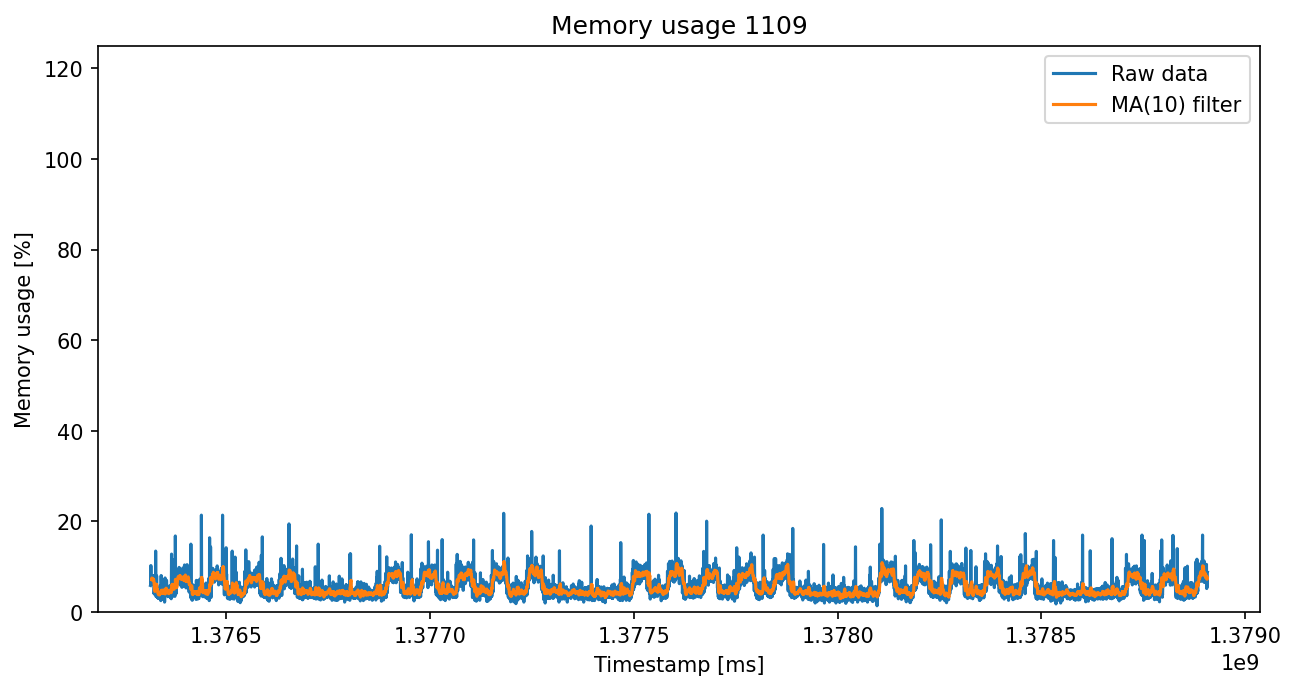 Memory usage 1109
Raw data
MA(10) filter
Memory usage [%]
120
100
80
60
40
20
0
1.3765 1.3770 1.3775 1.3780 1.3785 1.3790
1e9
Timestamp [ms]